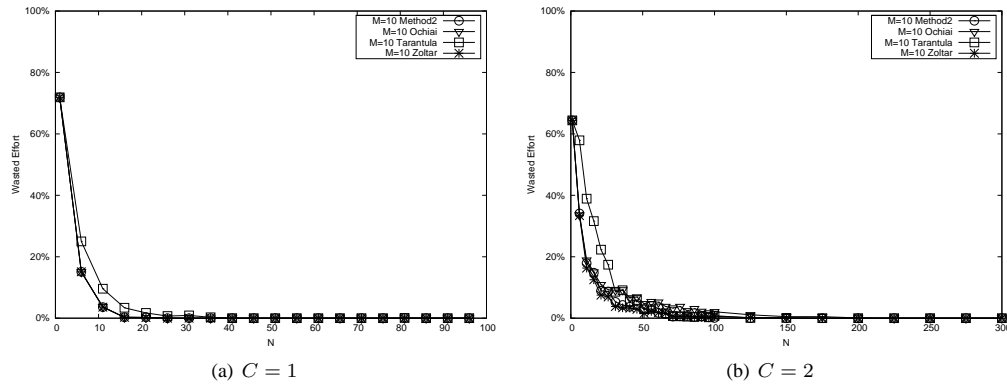 100%
80%
60%
40%
20%
0%
Wasted Effort
0 10 20 30 40 50 60 70 80 90 100
N
M=10 Method2
M=10 Ochiai
M=10 Tarantula
M=10 Zoltar
(a) C = 1
100%
80%
60%
40%
20%
0%
Wasted Effort
0 50 100 150 200 250 300
N
M=10 Method2
M=10 Ochiai
M=10 Tarantula
M=10 Zoltar
(b) C = 2